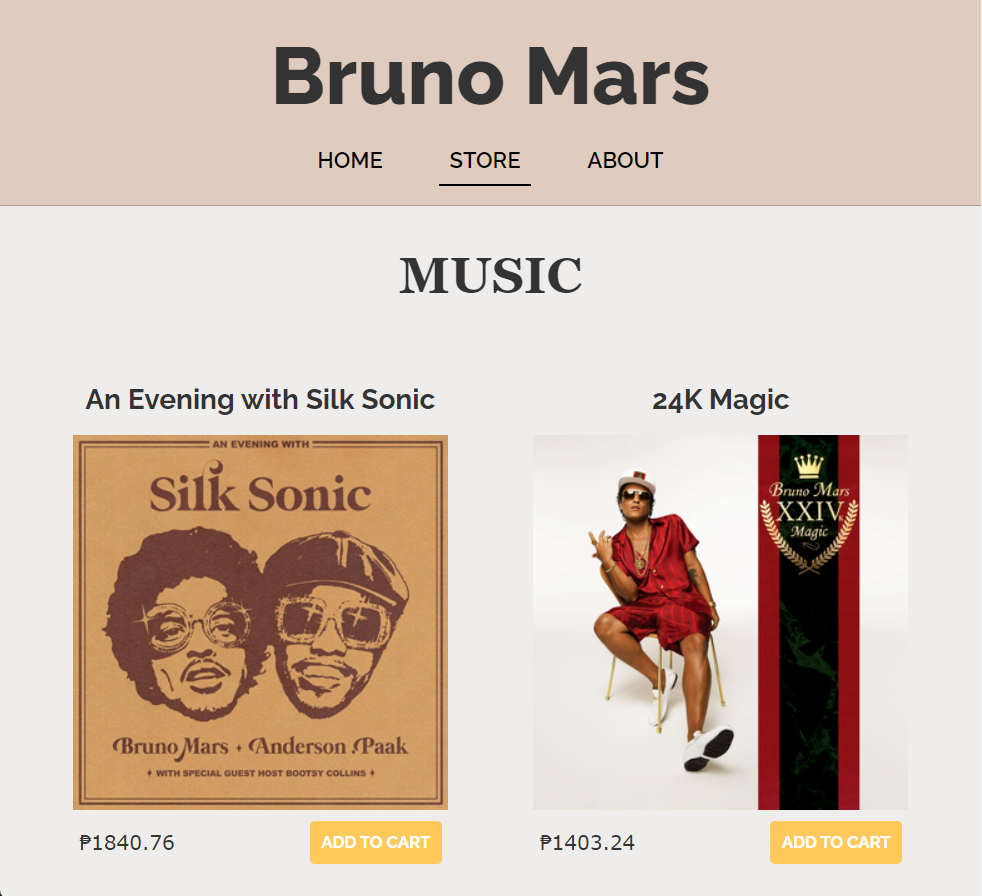 Bruno Mars
HOME STORE ABOUT
MUSIC
An Evening with Silk Sonic
AN EVENING WITH
Silk Sonic
Bruno Mars ♦ Anderson .Paak
♦ WITH SPECIAL GUEST HOST BOOTSY COLLINS ♦
₱1840.76
ADD TO CART
24K Magic
Bruno Mars
XXIVK
Magic
₱1403.24
ADD TO CART